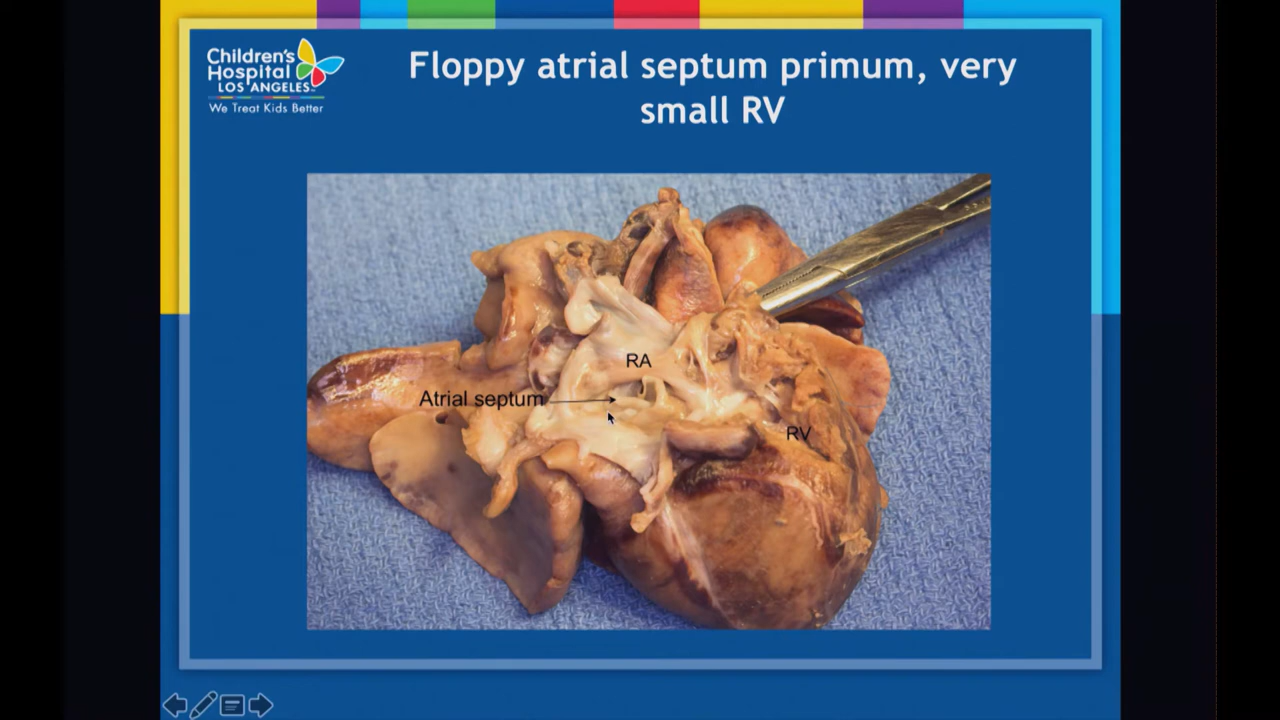 Children's
Hospital
LOS ANGELES
We Treat Kids Better
Floppy atrial septum primum, very
small RV
RA
Atrial septum
RV